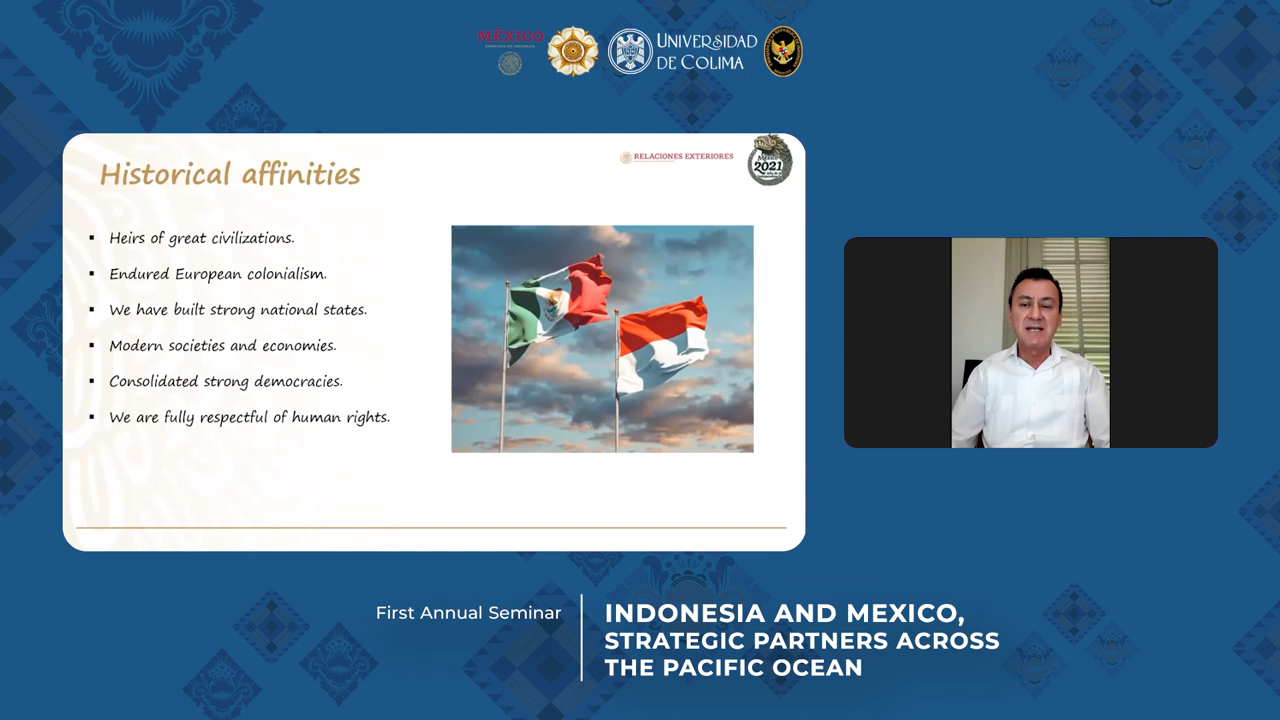 MÉXICO
UNIVERSIDAD
DE COLIMA
Historical affinities
RELACIONES EXTERIORES
México
2021
▪ Heirs of great civilizations.
▪ Endured European colonialism.
▪ We have built strong national states.
▪ Modern societies and economies.
▪ Consolidated strong democracies.
▪ We are fully respectful of human rights.
First Annual Seminar
INDONESIA AND MEXICO,
STRATEGIC PARTNERS ACROSS
THE PACIFIC OCEAN